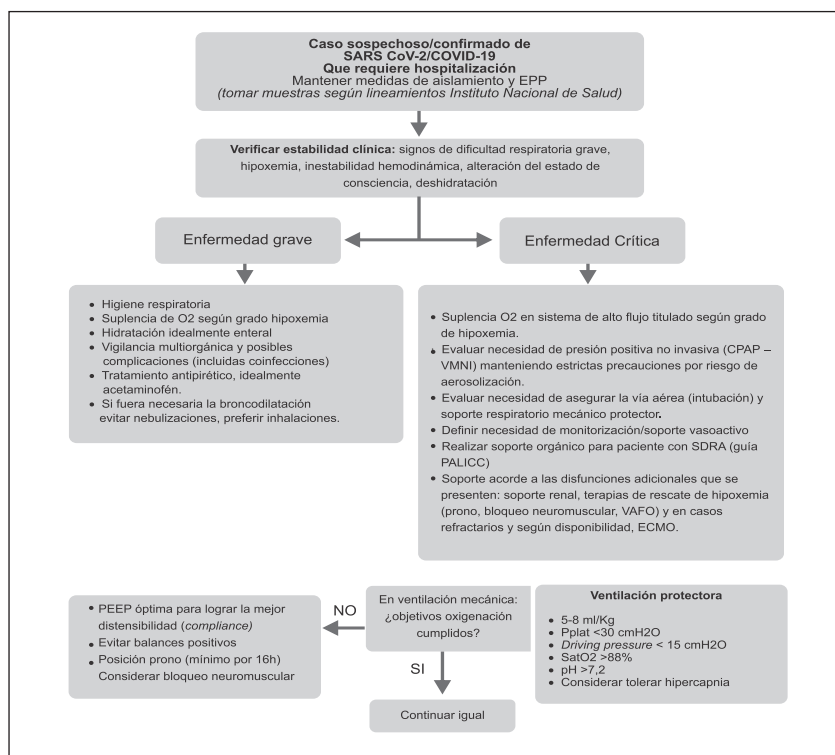 Caso sospechoso/confirmado de
SARS CoV-2/COVID-19
Que requiere hospitalización
Mantener medidas de aislamiento y EPP
(tomar muestras según lineamientos Instituto Nacional de Salud)
Verificar estabilidad clínica: signos de dificultad respiratoria grave,
hipoxemia, inestabilidad hemodinámica, alteración del estado de
consciencia, deshidratación
Enfermedad grave
Enfermedad Crítica
• Higiene respiratoria
• Suplencia de O2 según grado hipoxemia
• Hidratación idealmente enteral
• Vigilancia multiorgánica y posibles
complicaciones (incluidas coinfecciones)
• Tratamiento antipirético, idealmente
acetaminofén.
• Si fuera necesaria la broncodilatación
evitar nebulizaciones, preferir inhalaciones.
• Suplencia O2 en sistema de alto flujo titulado según grado
de hipoxemia.
• Evaluar necesidad de presión positiva no invasiva (CPAP –
VMNI) manteniendo estrictas precauciones por riesgo de
aerosolización.
• Evaluar necesidad de asegurar la vía aérea (intubación) y
soporte respiratorio mecánico protector.
• Definir necesidad de monitorización/soporte vasoactivo
• Realizar soporte orgánico para paciente con SDRA (guía
PALICC)
• Soporte acorde a las disfunciones adicionales que se
presenten: soporte renal, terapias de rescate de hipoxemia
(prono, bloqueo neuromuscular, VAFO) y en casos
refractarios y según disponibilidad, ECMO.
• PEEP óptima para lograr la mejor
distensibilidad (compliance)
• Evitar balances positivos
• Posición prono (mínimo por 16h)
Considerar bloqueo neuromuscular
NO
En ventilación mecánica:
¿objetivos oxigenación
cumplidos?
SI
Continuar igual
Ventilación protectora
• 5-8 ml/Kg
• Pplat <30 cmH2O
• Driving pressure < 15 cmH2O
• SatO2 >88%
• pH >7,2
• Considerar tolerar hipercapnia